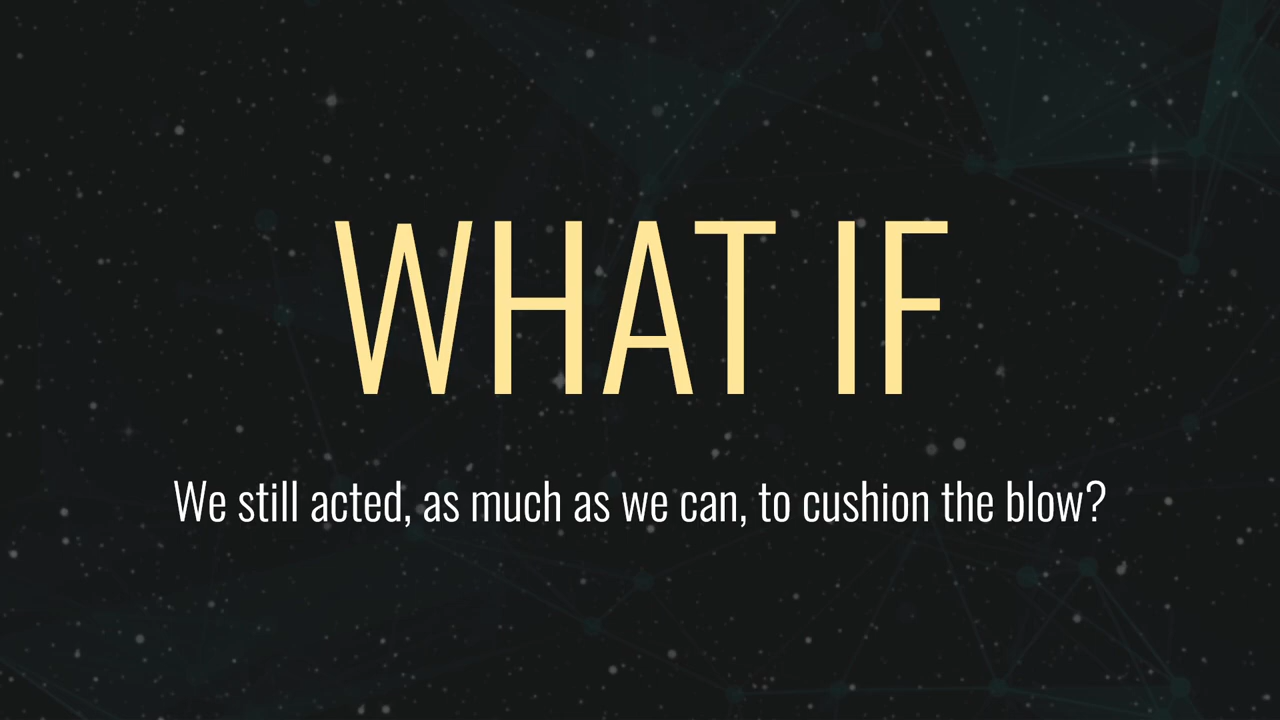 WHAT IF
We still acted, as much as we can, to cushion the blow?